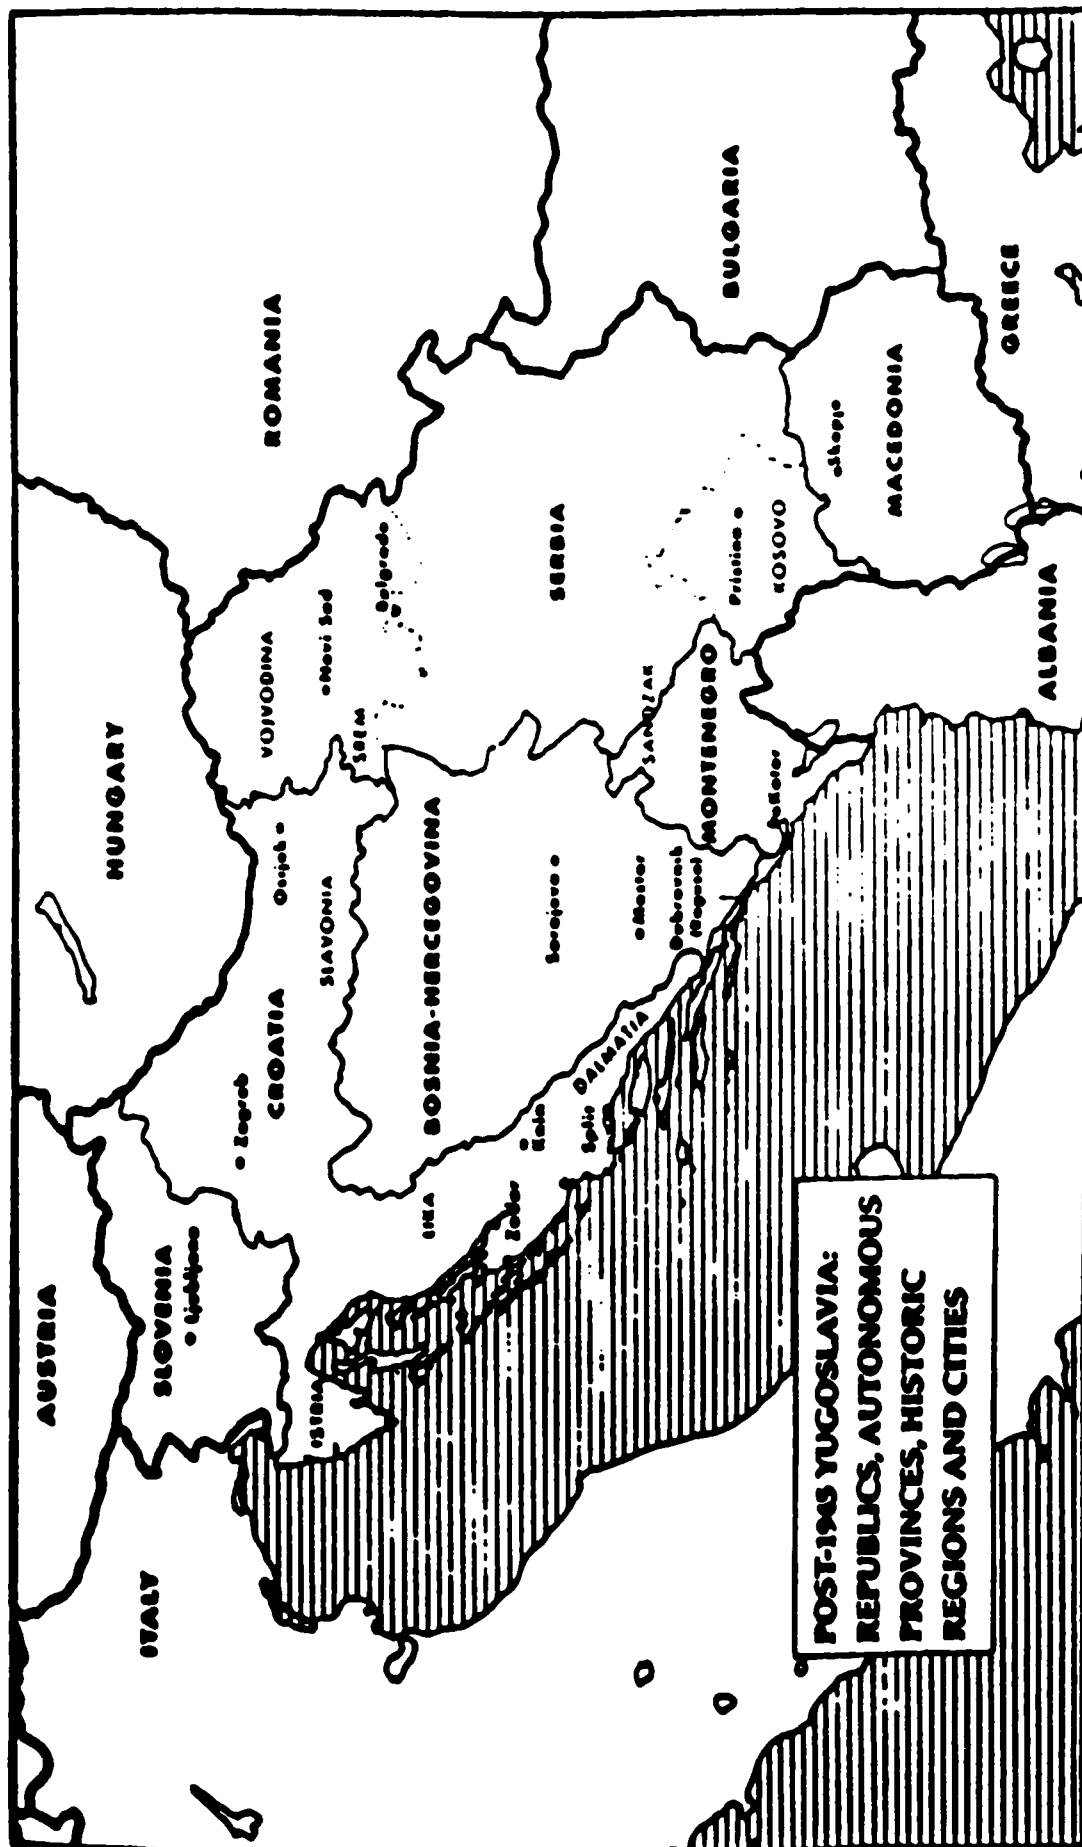 AUSTRIA
HUNGARY
ROMANIA
ITALY
SLOVENIA
Ljubljana
Zagreb
CROATIA
Osijek
SLAVONIA
VOJVODINA
Novi Sad
SREM
Belgrade
ISTRIA
LIKA
BOSNIA-HERCEGOVINA
Zadar
Knin
Split
DALMATIA
Sarajevo
Mostar
Dubrovnik
SERBIA
SANDZAK
MONTENEGRO
Kotor
Pristina
KOSOVO
BULGARIA
Skopje
MACEDONIA
ALBANIA
GREECE
POST-1945 YUGOSLAVIA:
REPUBLICS, AUTONOMOUS
PROVINCES, HISTORIC
REGIONS AND CITIES